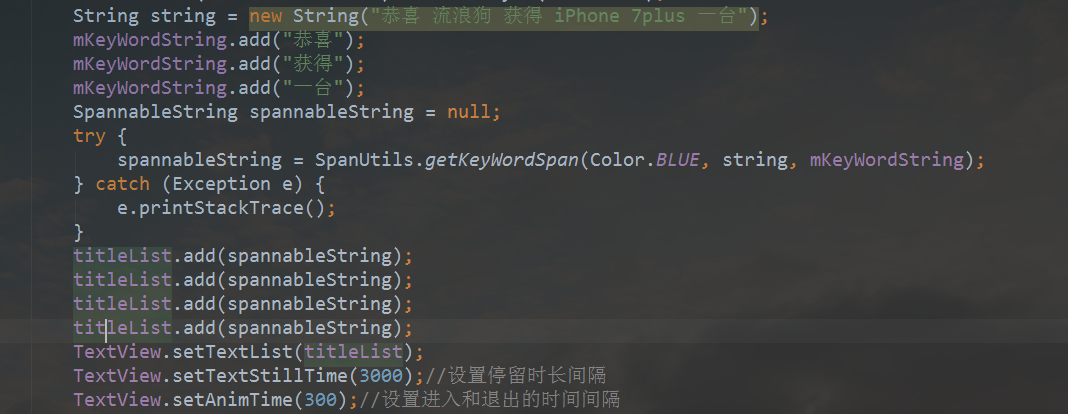 String string = new String("恭喜 流浪狗 获得 iPhone 7plus 一台");
mKeyWordString.add("恭喜");
mKeyWordString.add("获得");
mKeyWordString.add("一台");
SpannableString spannableString = null;
try {
    spannableString = SpanUtils.getKeyWordSpan(Color.BLUE, string, mKeyWordString);
} catch (Exception e) {
    e.printStackTrace();
}
titleList.add(spannableString);
titleList.add(spannableString);
titleList.add(spannableString);
titleList.add(spannableString);
TextView.setTextList(titleList);
TextView.setTextStillTime(3000);//设置停留时长间隔
TextView.setAnimTime(300);//设置进入和退出的时间间隔